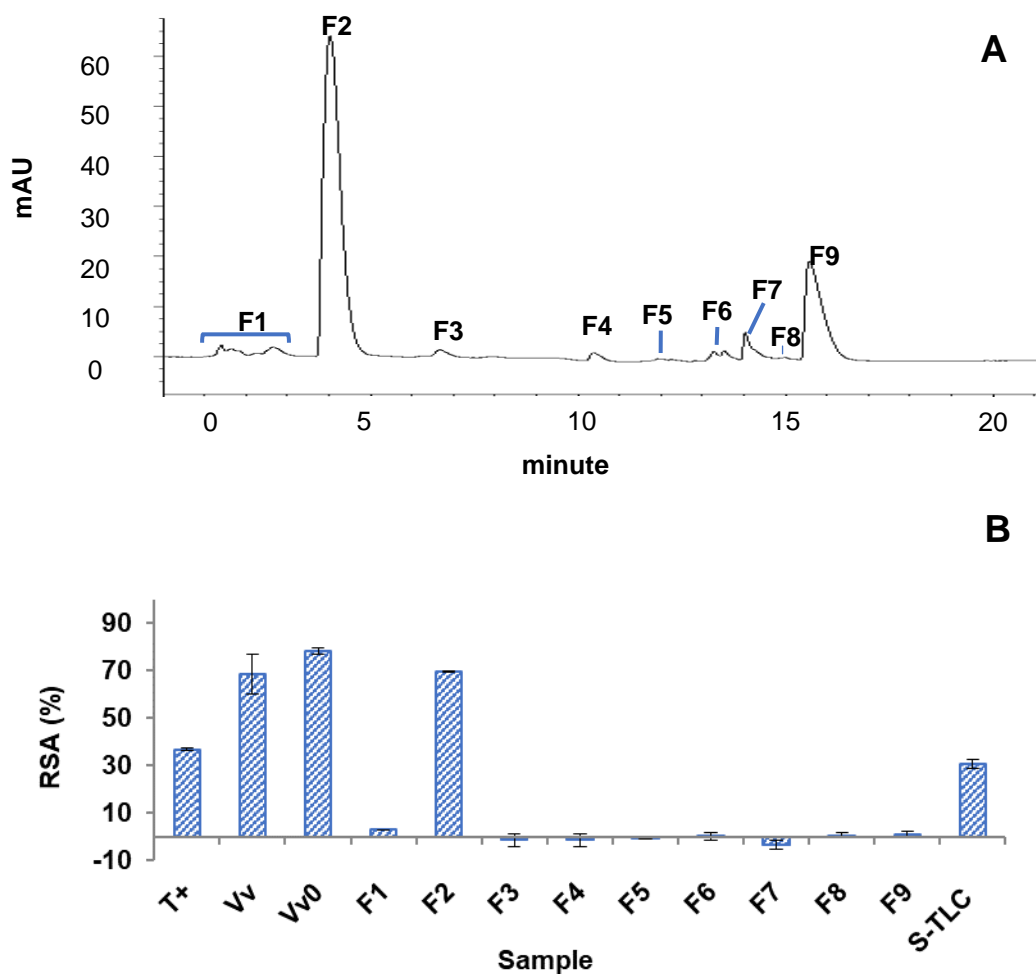 A
F2
60
50
40
30
20
10
0
mAU
F1
F3
F4
F5
F6
F7
F8
F9
0 5 10 15 20
minute
B
90
70
50
30
10
-10
RSA (%)
T+ Vv Vv0 F1 F2 F3 F4 F5 F6 F7 F8 F9 S-TLC
Sample